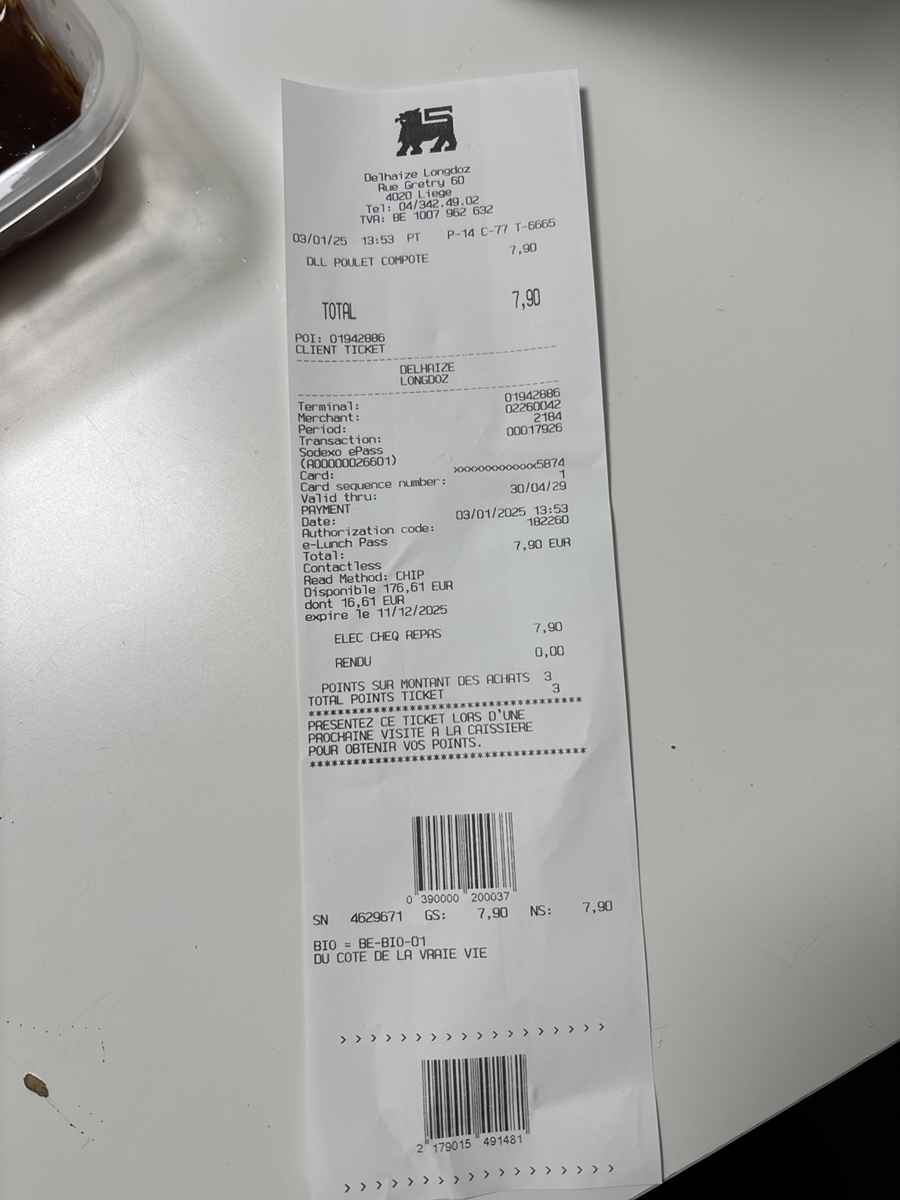 Delhaize Longdoz
Rue Gretry 60
4020 Liege
Tel: 04/342.49.02
TVA: BE 1007 962 632
03/01/25 13:53 PT P-14 C-77 T-6665
DLL POULET COMPOTE 7,90
TOTAL 7,90
POI: 01942886
CLIENT TICKET
DELHAIZE
LONGDOZ
Terminal: 01942886
Merchant: 02260042
Period: 2184
Transaction: 00017926
Sodexo ePass
(A00000026601)
Card: xxxxxxxxxxxxx5874
Card sequence number: 1
Valid thru: 30/04/29
PAYMENT
Date: 03/01/2025 13:53
Authorization code: 182260
e-Lunch Pass
Total: 7,90 EUR
Contactless
Read Method: CHIP
Disponible 176,61 EUR
dont 16,61 EUR
expire le 11/12/2025
ELEC CHEQ REPAS 7,90
RENDU 0,00
POINTS SUR MONTANT DES ACHATS 3
TOTAL POINTS TICKET 3
*************************************
PRESENTEZ CE TICKET LORS D'UNE
PROCHAINE VISITE A LA CAISSIERE
POUR OBTENIR VOS POINTS.
*************************************
0 390000 200037
SN 4629671 GS: 7,90 NS: 7,90
BIO = BE-BIO-01
DU COTE DE LA VRAIE VIE
› › › › › › › › › › › › › › › › › ›
2 179015 491481
› › › › › › › › › › › › › › › › › ›